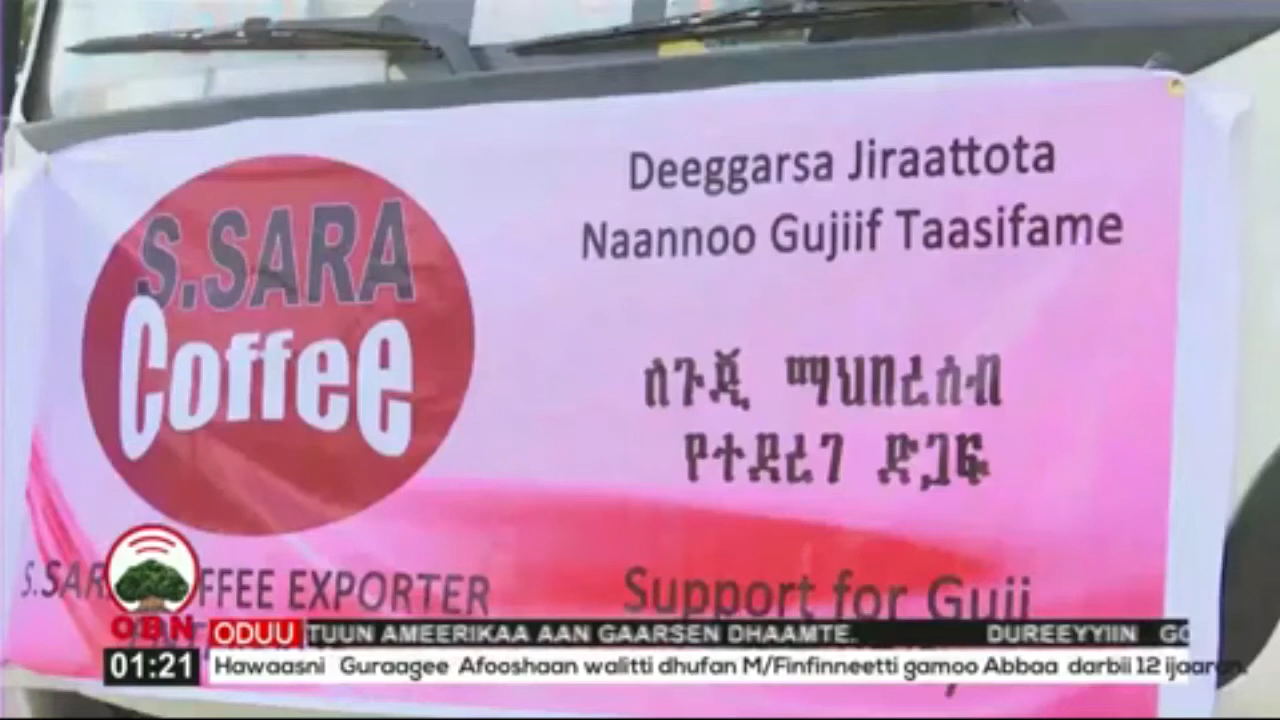 S.SARA
Coffee
Deeggarsa Jiraattota
Naannoo Gujiif Taasifame
ለጉጂ ማህበረሰብ
የተደረገ ድጋፍ
FFEE EXPORTER
Support for Guji
OBN
ODUU
TUUN AMEERIKAA AAN GAARSEN DHAAMTE. DUREEYYIIN
01:21
Hawaasni Guraagee Afooshaan walitti dhufan M/Finfinneetti gamoo Abbaa darbii 12 ijaaran.